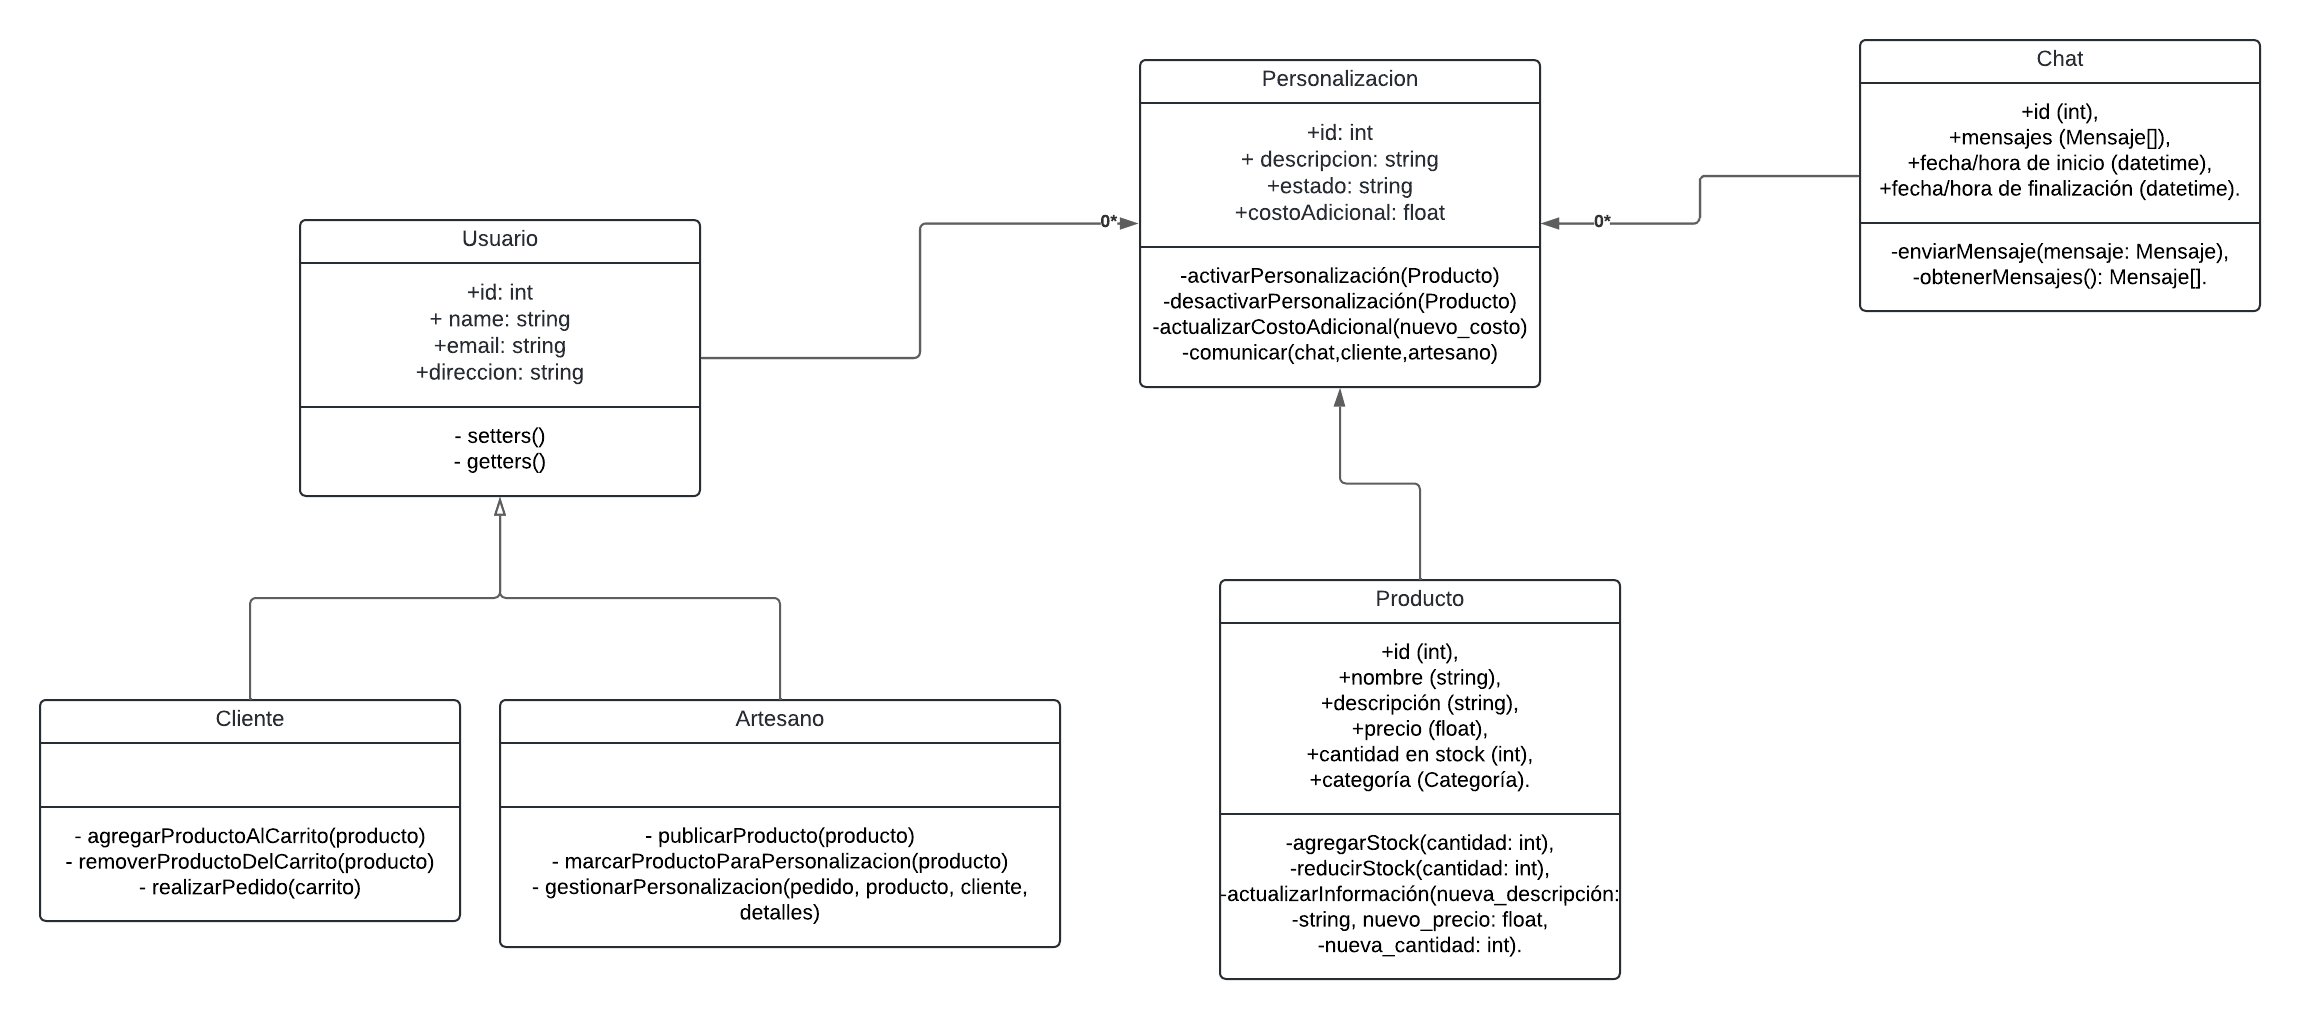 Usuario
+id: int
+ name: string
+email: string
+direccion: string
- setters()
- getters()
Cliente
- agregarProductoAlCarrito(producto)
- removerProductoDelCarrito(producto)
- realizarPedido(carrito)
Artesano
- publicarProducto(producto)
- marcarProductoParaPersonalizacion(producto)
- gestionarPersonalizacion(pedido, producto, cliente,
detalles)
0*
Personalizacion
+id: int
+ descripcion: string
+estado: string
+costoAdicional: float
-activarPersonalización(Producto)
-desactivarPersonalización(Producto)
-actualizarCostoAdicional(nuevo_costo)
-comunicar(chat,cliente,artesano)
0*
Chat
+id (int),
+mensajes (Mensaje[]),
+fecha/hora de inicio (datetime),
+fecha/hora de finalización (datetime).
-enviarMensaje(mensaje: Mensaje),
-obtenerMensajes(): Mensaje[].
Producto
+id (int),
+nombre (string),
+descripción (string),
+precio (float),
+cantidad en stock (int),
+categoría (Categoría).
-agregarStock(cantidad: int),
-reducirStock(cantidad: int),
-actualizarInformación(nueva_descripción:
-string, nuevo_precio: float,
-nueva_cantidad: int).